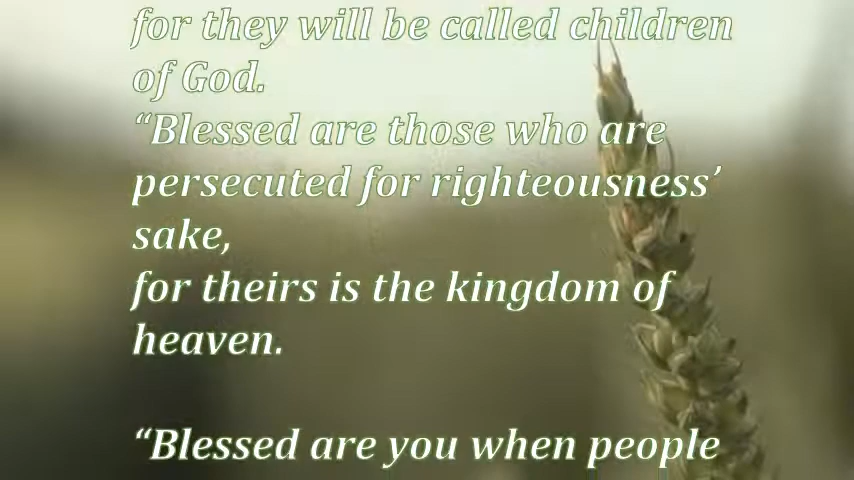 for they will be called children
of God.
“Blessed are those who are
persecuted for righteousness’
sake,
for theirs is the kingdom of
heaven.
“Blessed are you when people